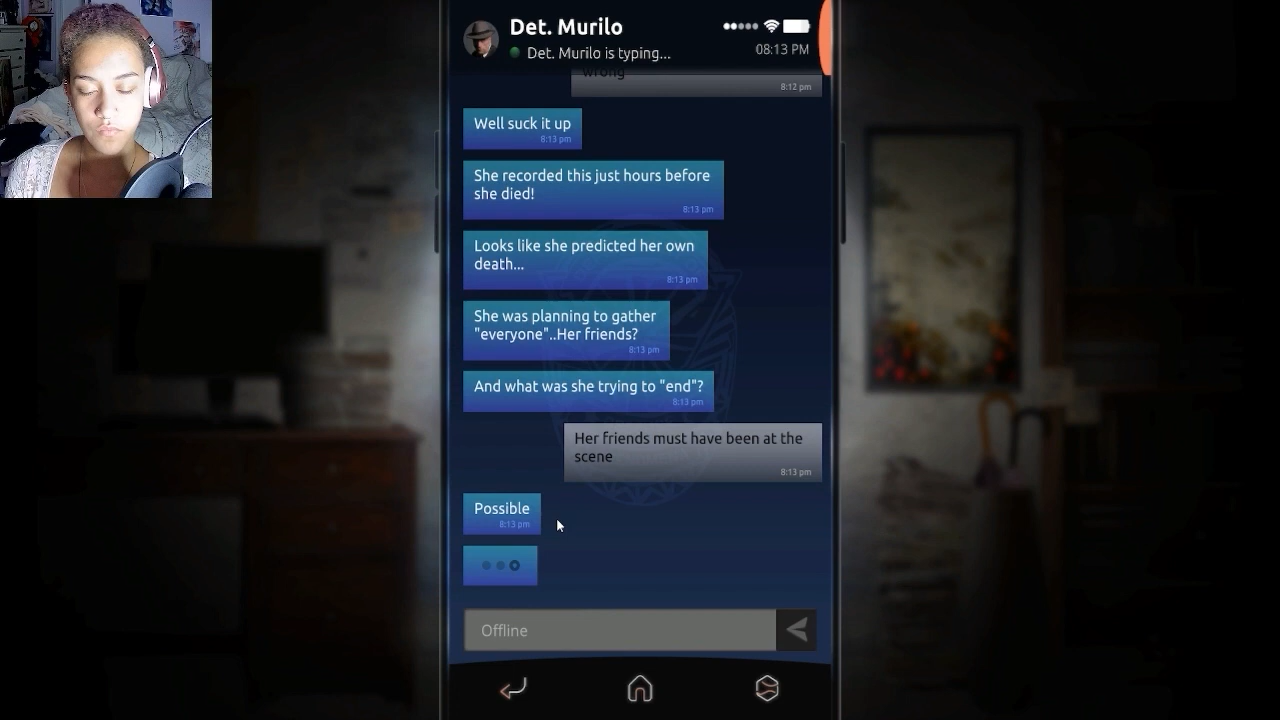 Det. Murilo
Det. Murilo is typing...
08:13 PM
wrong
8:12 pm
Well suck it up
8:13 pm
She recorded this just hours before
she died!
8:13 pm
Looks like she predicted her own
death...
8:13 pm
She was planning to gather
"everyone"..Her friends?
8:13 pm
And what was she trying to "end"?
8:13 pm
Her friends must have been at the
scene
8:13 pm
Possible
8:13 pm
Offline